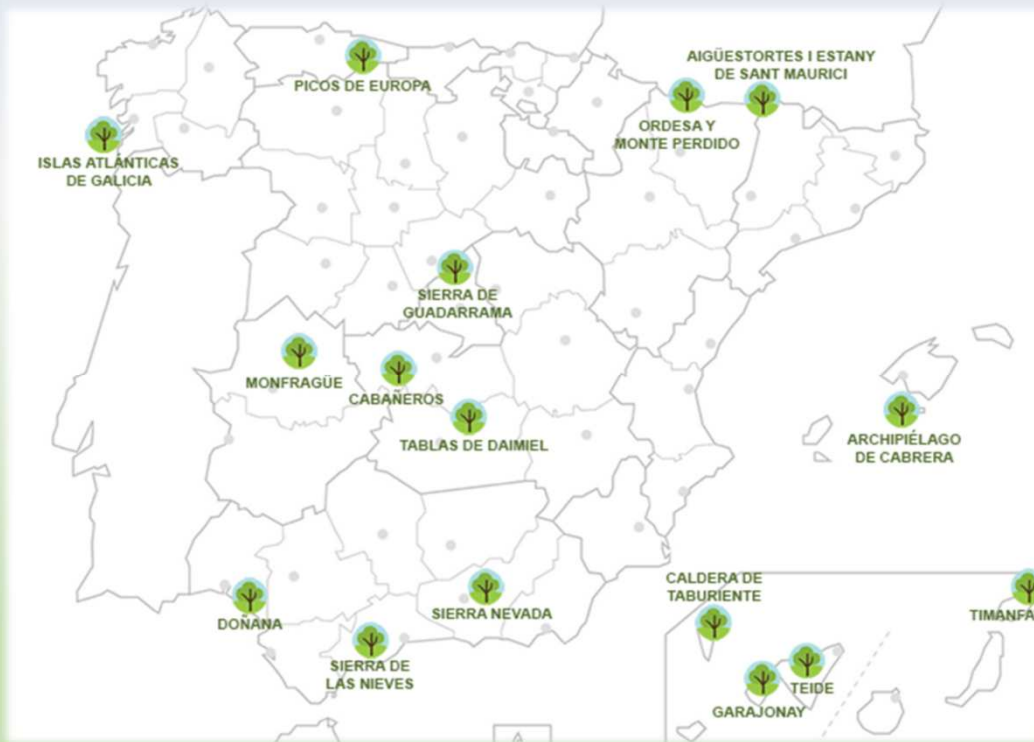 AIGÜESTORTES I ESTANY
DE SANT MAURICI
PICOS DE EUROPA
ORDESA Y
MONTE PERDIDO
ISLAS ATLÁNTICAS
DE GALICIA
SIERRA DE
GUADARRAMA
MONFRAGÜE
CABAÑEROS
TABLAS DE DAIMIEL
ARCHIPIÉLAGO
DE CABRERA
CALDERA DE
TABURIENTE
TIMANFA
SIERRA NEVADA
DOÑANA
SIERRA DE
LAS NIEVES
TEIDE
GARAJONAY